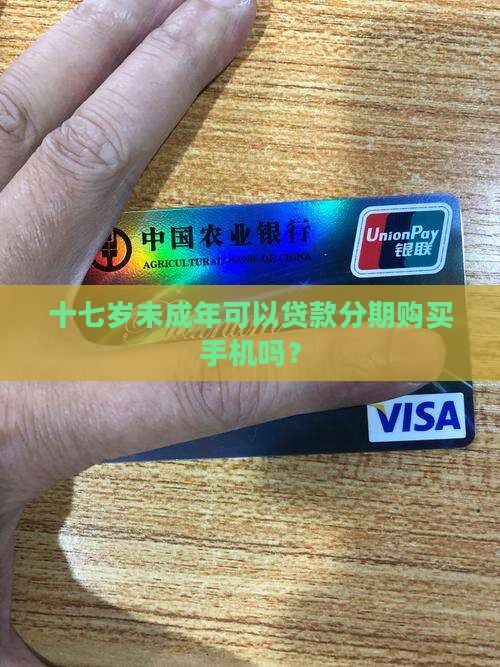 中国农业银行
AGRICULTURAL BANK OF CHINA
UnionPay
银联
十七岁未成年可以贷款分期购买
手机吗？
Platinum
VISA